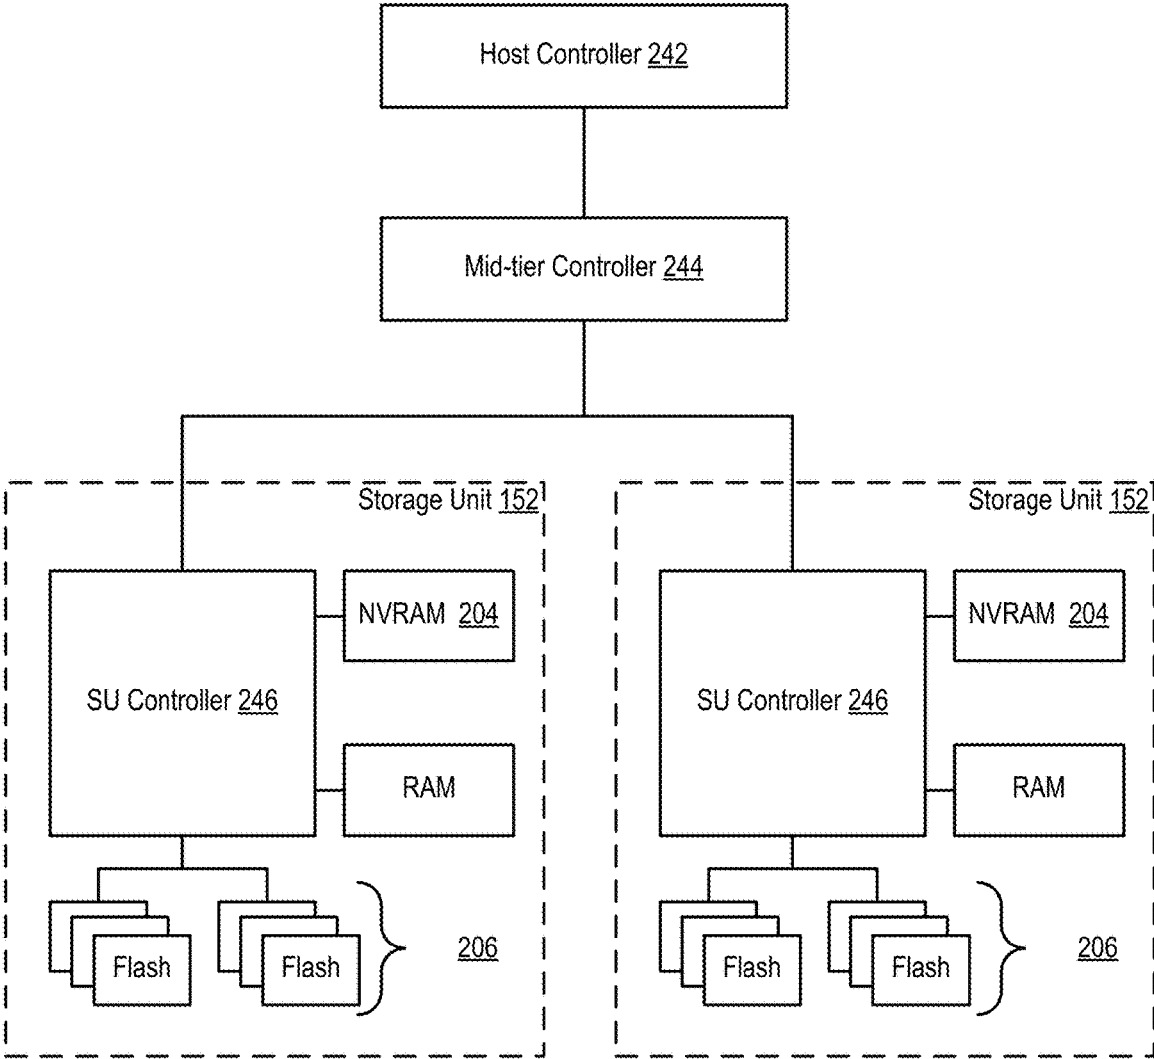 Host Controller 242
Mid-tier Controller 244
Storage Unit 152
Storage Unit 152
NVRAM 204
NVRAM 204
SU Controller 246
SU Controller 246
RAM
RAM
Flash
Flash
206
Flash
Flash
206